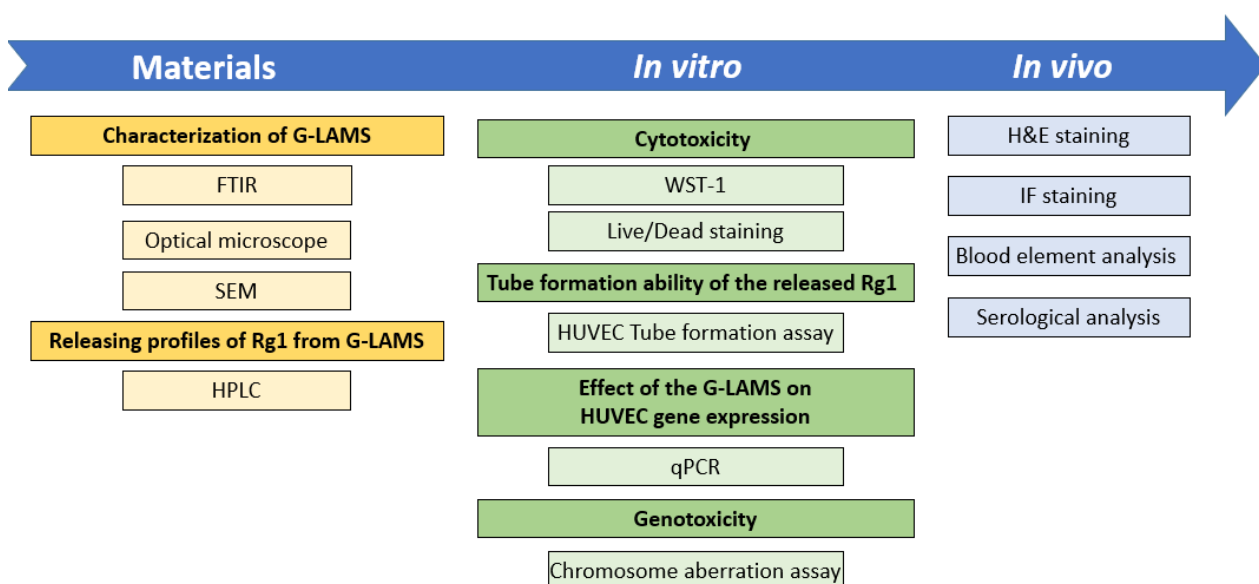 Materials
In vitro
In vivo
Characterization of G-LAMS
FTIR
Optical microscope
SEM
Releasing profiles of Rg1 from G-LAMS
HPLC
Cytotoxicity
WST-1
Live/Dead staining
Tube formation ability of the released Rg1
HUVEC Tube formation assay
Effect of the G-LAMS on
HUVEC gene expression
qPCR
Genotoxicity
Chromosome aberration assay
H&E staining
IF staining
Blood element analysis
Serological analysis